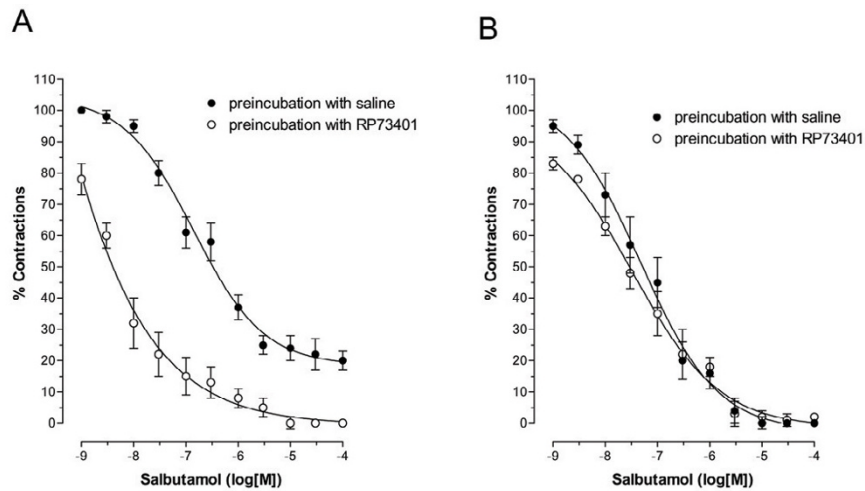 A
110
100
90
80
70
60
50
40
30
20
10
0
% Contractions
preincubation with saline
preincubation with RP73401
-9 -8 -7 -6 -5 -4
Salbutamol (log[M])
B
110
100
90
80
70
60
50
40
30
20
10
0
% Contractions
preincubation with saline
preincubation with RP73401
-9 -8 -7 -6 -5 -4
Salbutamol (log[M])